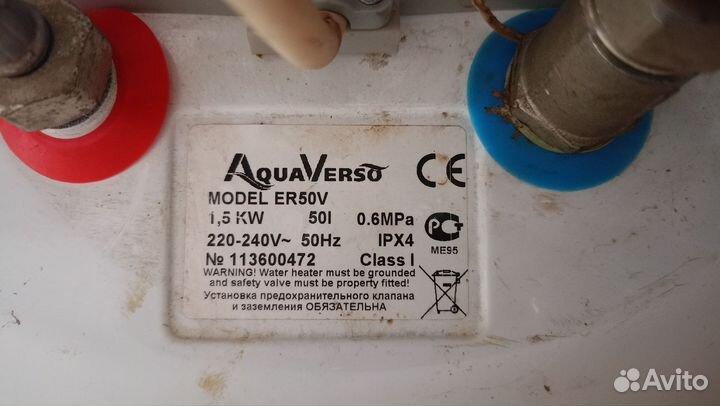 AQUAVERSO CE
MODEL ER50V
1,5 KW 50l 0.6MPa
220-240V~ 50Hz IPX4
№ 113600472 Class I
РСТ
ME95
WARNING! Water heater must be grounded
and safety valve must be property fitted!
Установка предохранительного клапана
и заземления ОБЯЗАТЕЛЬНА
Avito